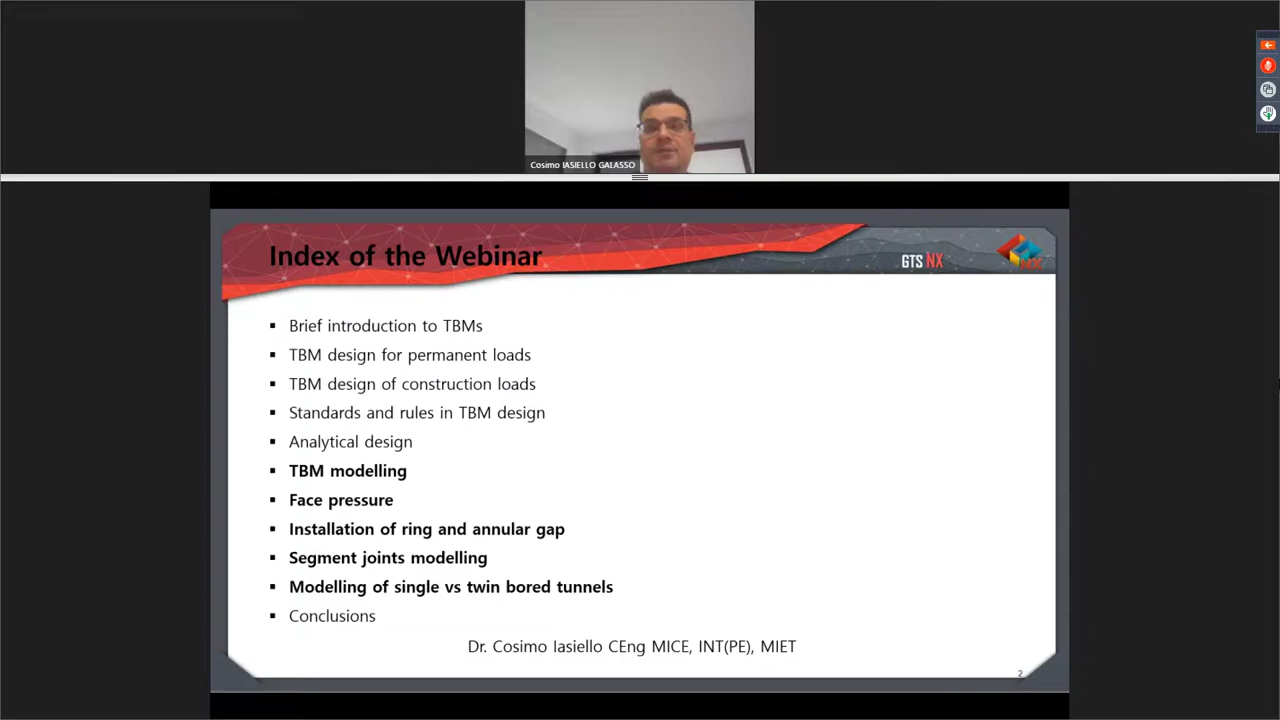 Cosimo IASIELLO GALASSO
Index of the Webinar
GTS NX
NX
▪ Brief introduction to TBMs
▪ TBM design for permanent loads
▪ TBM design of construction loads
▪ Standards and rules in TBM design
▪ Analytical design
▪ TBM modelling
▪ Face pressure
▪ Installation of ring and annular gap
▪ Segment joints modelling
▪ Modelling of single vs twin bored tunnels
▪ Conclusions
Dr. Cosimo Iasiello CEng MICE, INT(PE), MIET
2